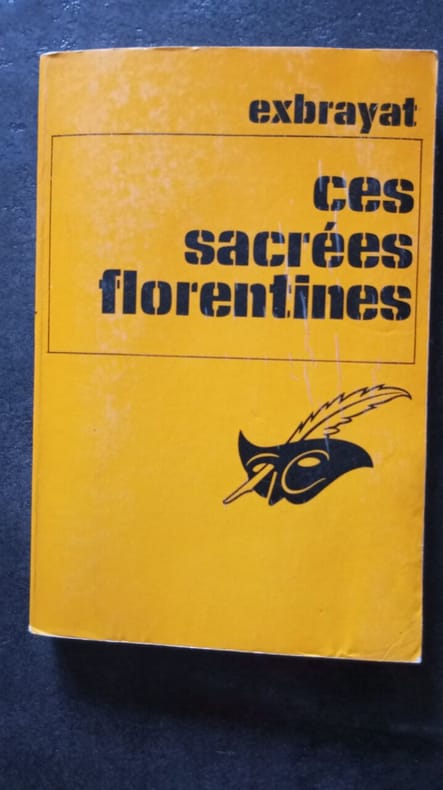 exbrayat
ces
sacrées
florentines